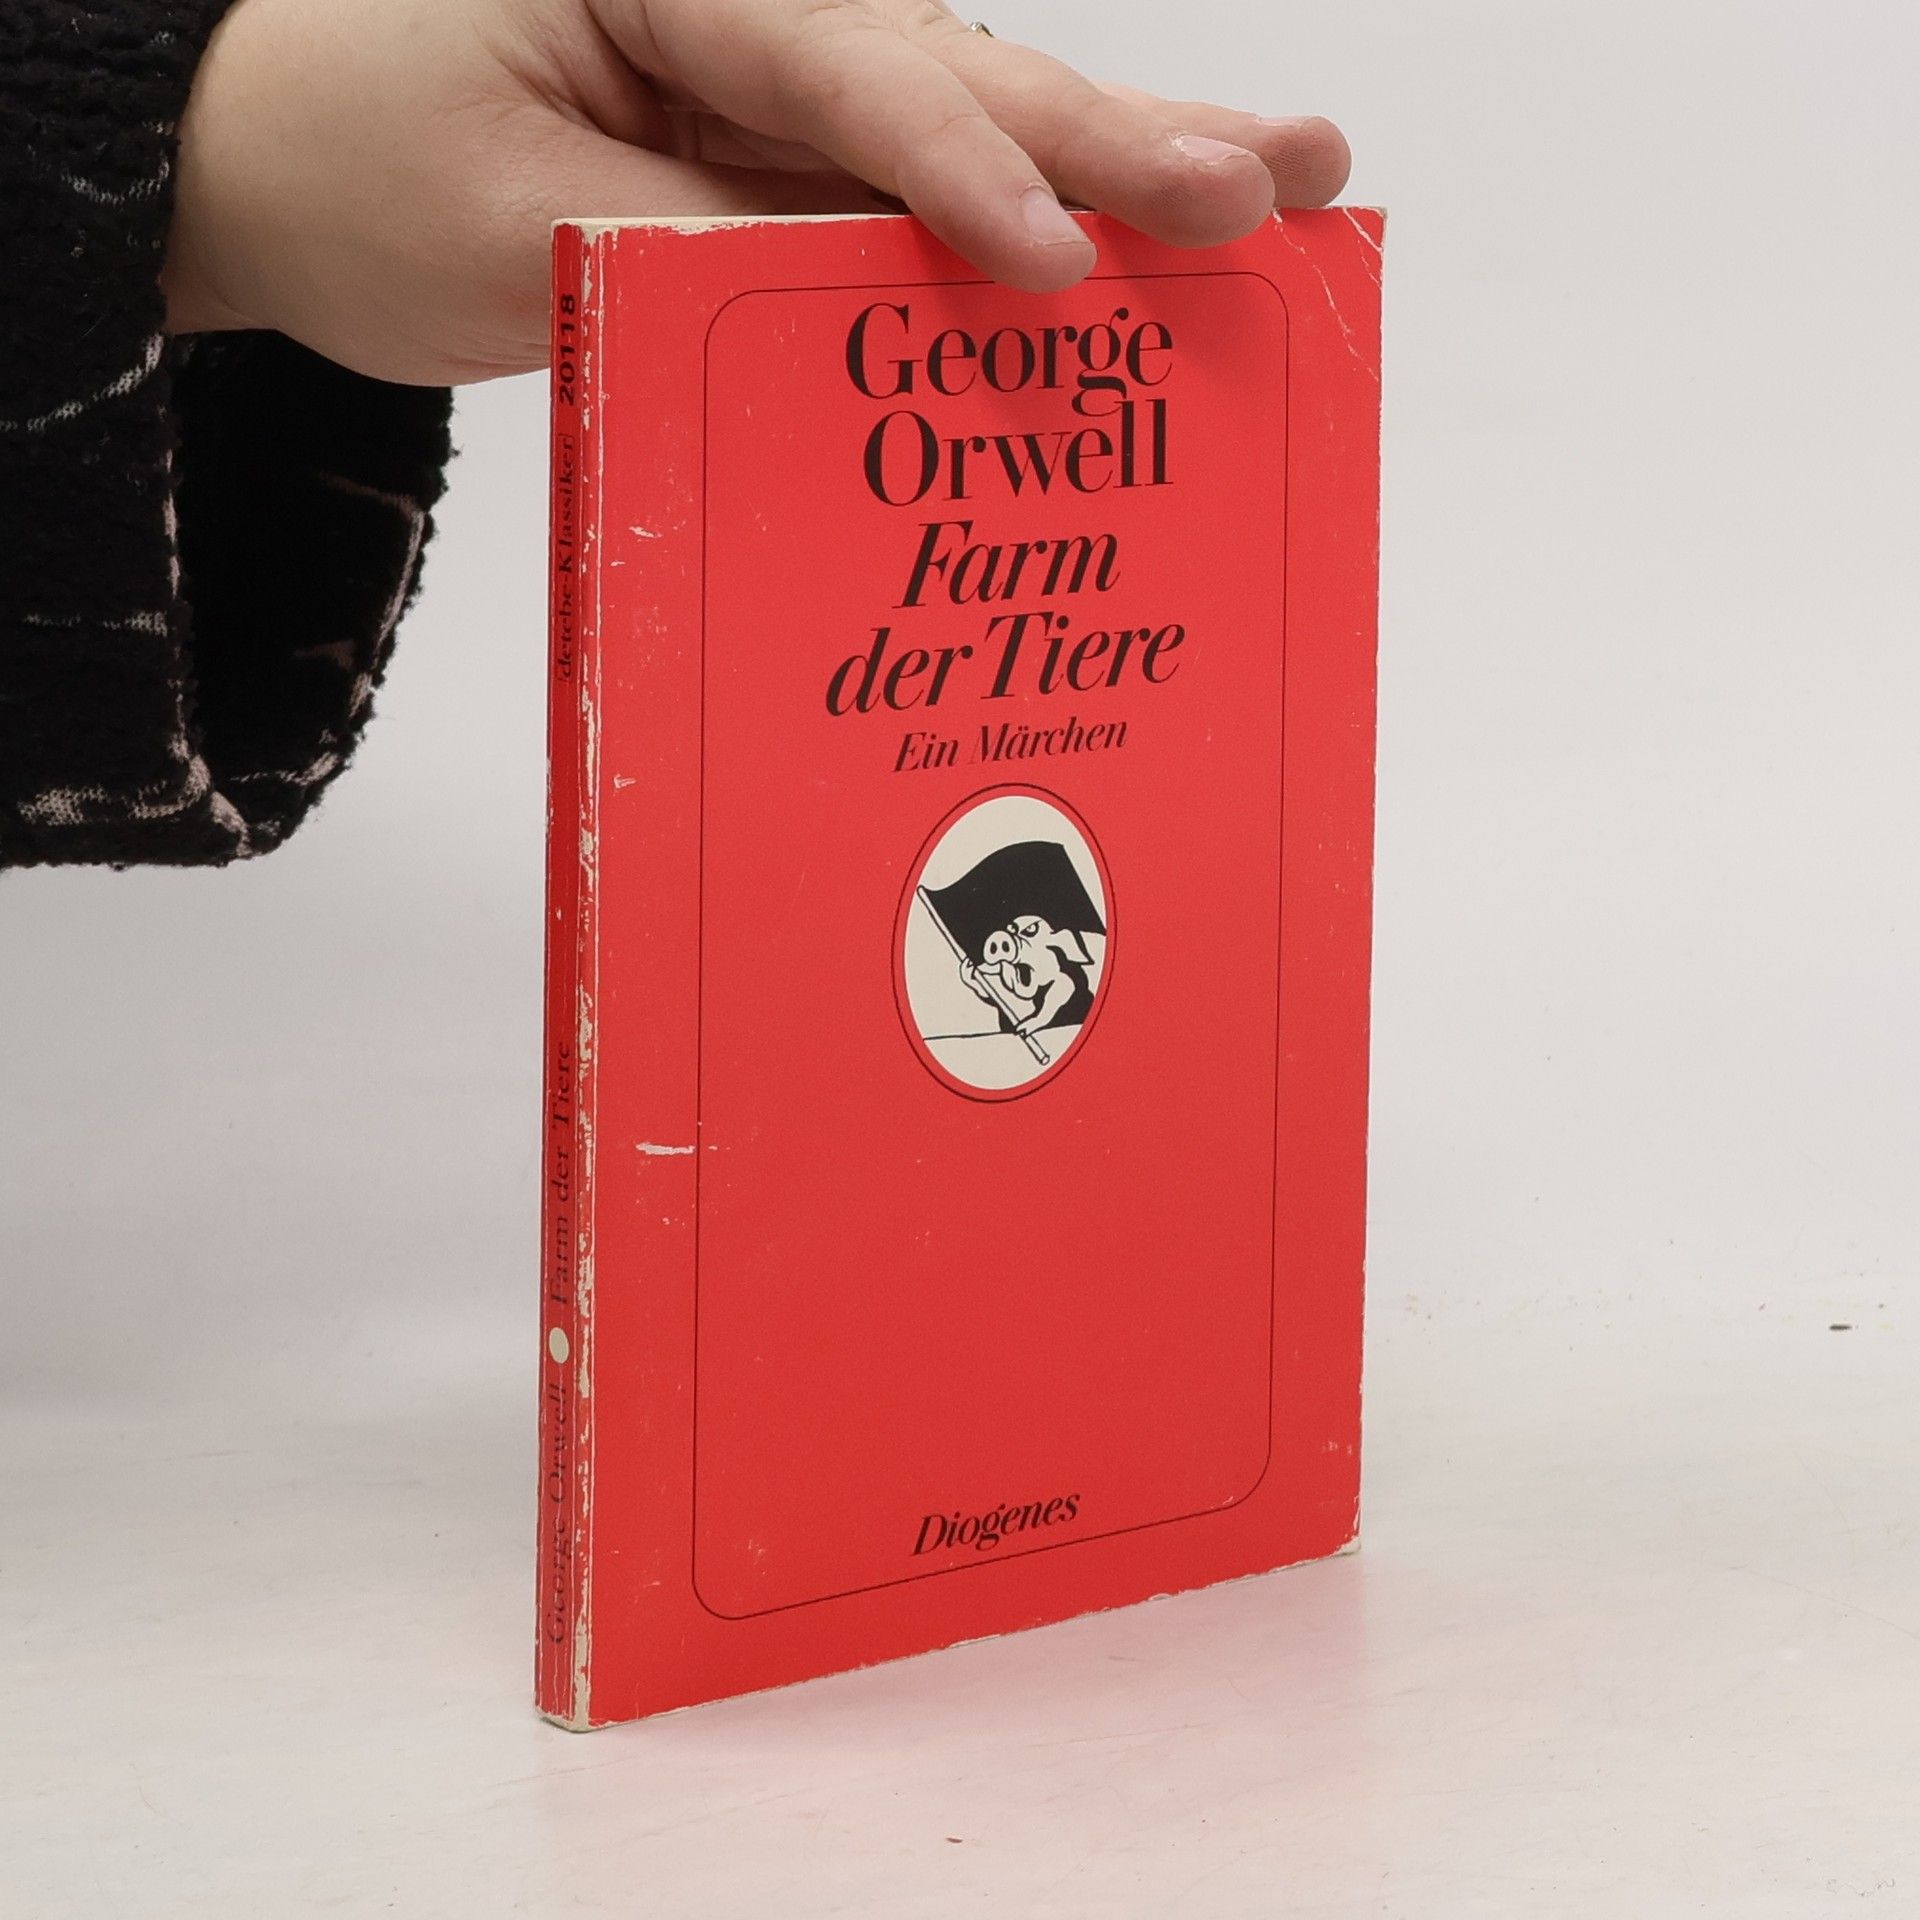 George
Orwell
Farm
der Tiere
Ein Märchen
Diogenes
George Orwell Farm der Tiere detebe-Klassiker 20118